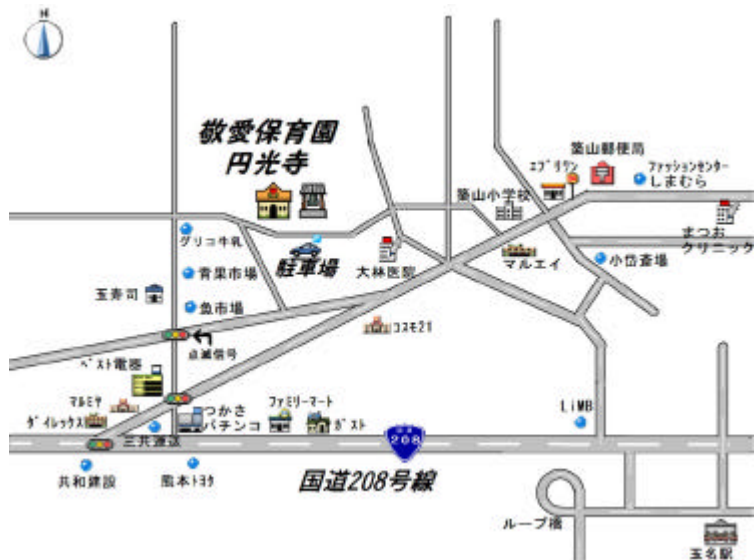 N
敬愛保育園
円光寺
築山郵便局
エブリワン
ファッションセンター
しまむら
築山小学校
グリコ牛乳
駐車場
大林医院
マルエイ
まつお
クリニック
小岱斎場
青果市場
玉寿司
魚市場
点滅信号
コスモ21
ベスト電器
マルミヤ
ファミリーマート
ダイレックス
つかさ
パチンコ
ガスト
LiMB
三共運送
国道
208
共和建設
熊本トヨタ
国道208号線
ループ橋
玉名駅